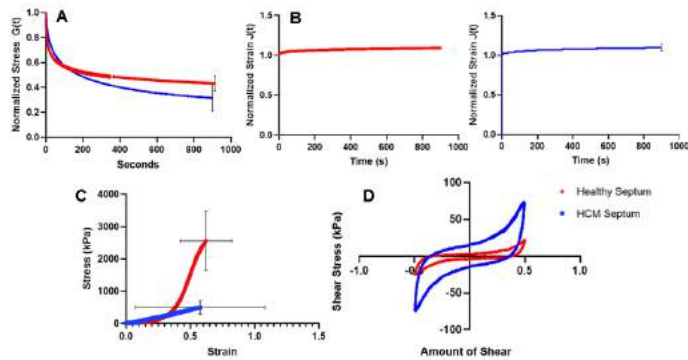 A
Normalized Stress G(t)
1.0
0.8
0.6
0.4
0.2
0.0
0 200 400 600 800 1000
Seconds
B
Normalized Strain J(t)
1.5
1.0
0.5
0.0
0 200 400 600 800 1000
Time (s)
Normalized Strain J(t)
1.5
1.0
0.5
0.0
0 200 400 600 800 1000
Time (s)
C
Stress (kPa)
4000
3000
2000
1000
0
0.0 0.5 1.0 1.5
Strain
D
Shear Stress (kPa)
100
50
-50
-100
-1.0 -0.5 0.5 1.0
Amount of Shear
Healthy Septum
HCM Septum